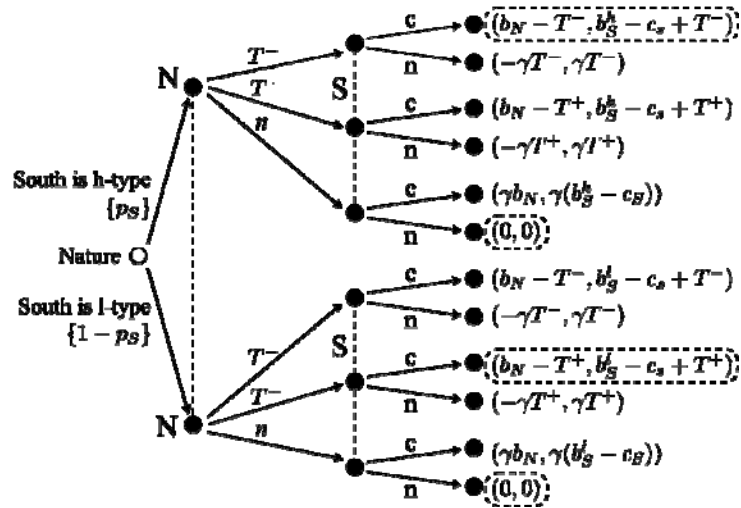 c (b_N − T⁻, b_S^h − c_s + T⁻)
T⁻
n (−γT⁻, γT⁻)
N
S
T
c (b_N − T⁺, b_S^h − c_s + T⁺)
n
n (−γT⁺, γT⁺)
South is h-type
{p_S}
c (γb_N, γ(b_S^h − c_S))
n (0, 0)
Nature
c (b_N − T⁻, b_S^l − c_s + T⁻)
South is l-type
{1 − p_S}
n (−γT⁻, γT⁻)
S
T⁻
c (b_N − T⁺, b_S^l − c_s + T⁺)
T⁻
n (−γT⁺, γT⁺)
N
n
c (γb_N, γ(b_S^l − c_S))
n (0, 0)